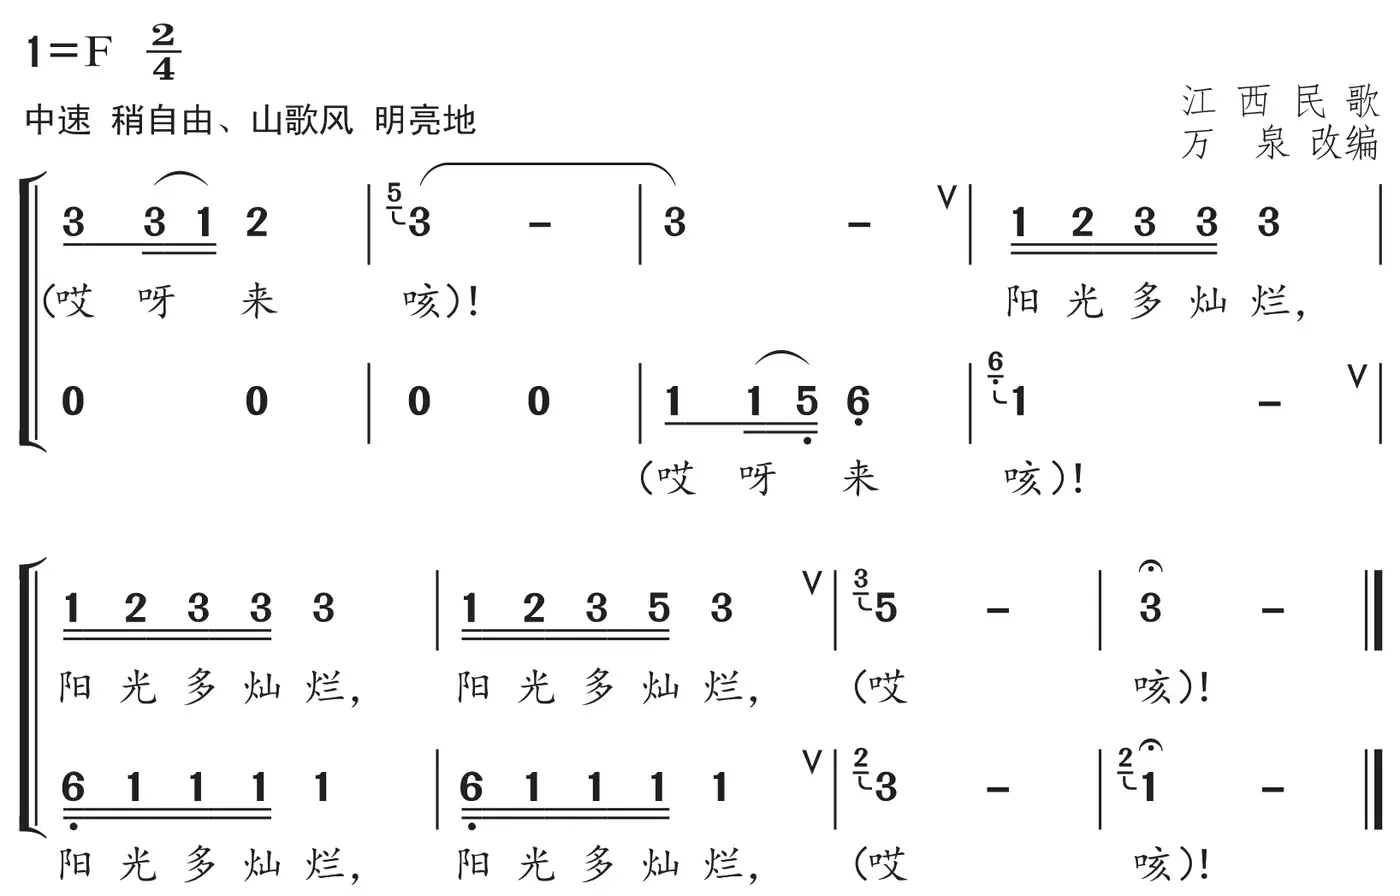 1=F 2/4
中速 稍自由、山歌风 明亮地
江西民歌
万泉改编
3 3 1 2 | 5 3 – | 3 – ∨ | 1 2 3 3 3 |
(哎 呀 来 咳)! 阳 光 多 灿 烂,
0 0 | 0 0 | 1 1 5 6 | 6 1 – ∨ |
(哎 呀 来 咳)!
1 2 3 3 3 | 1 2 3 5 3 ∨ | 3 5 – | 3 – ‖
阳 光 多 灿 烂, 阳 光 多 灿 烂, (哎 咳)!
6 1 1 1 1 | 6 1 1 1 1 ∨ | 2 3 – | 2 1 – ‖
阳 光 多 灿 烂, 阳 光 多 灿 烂, (哎 咳)!